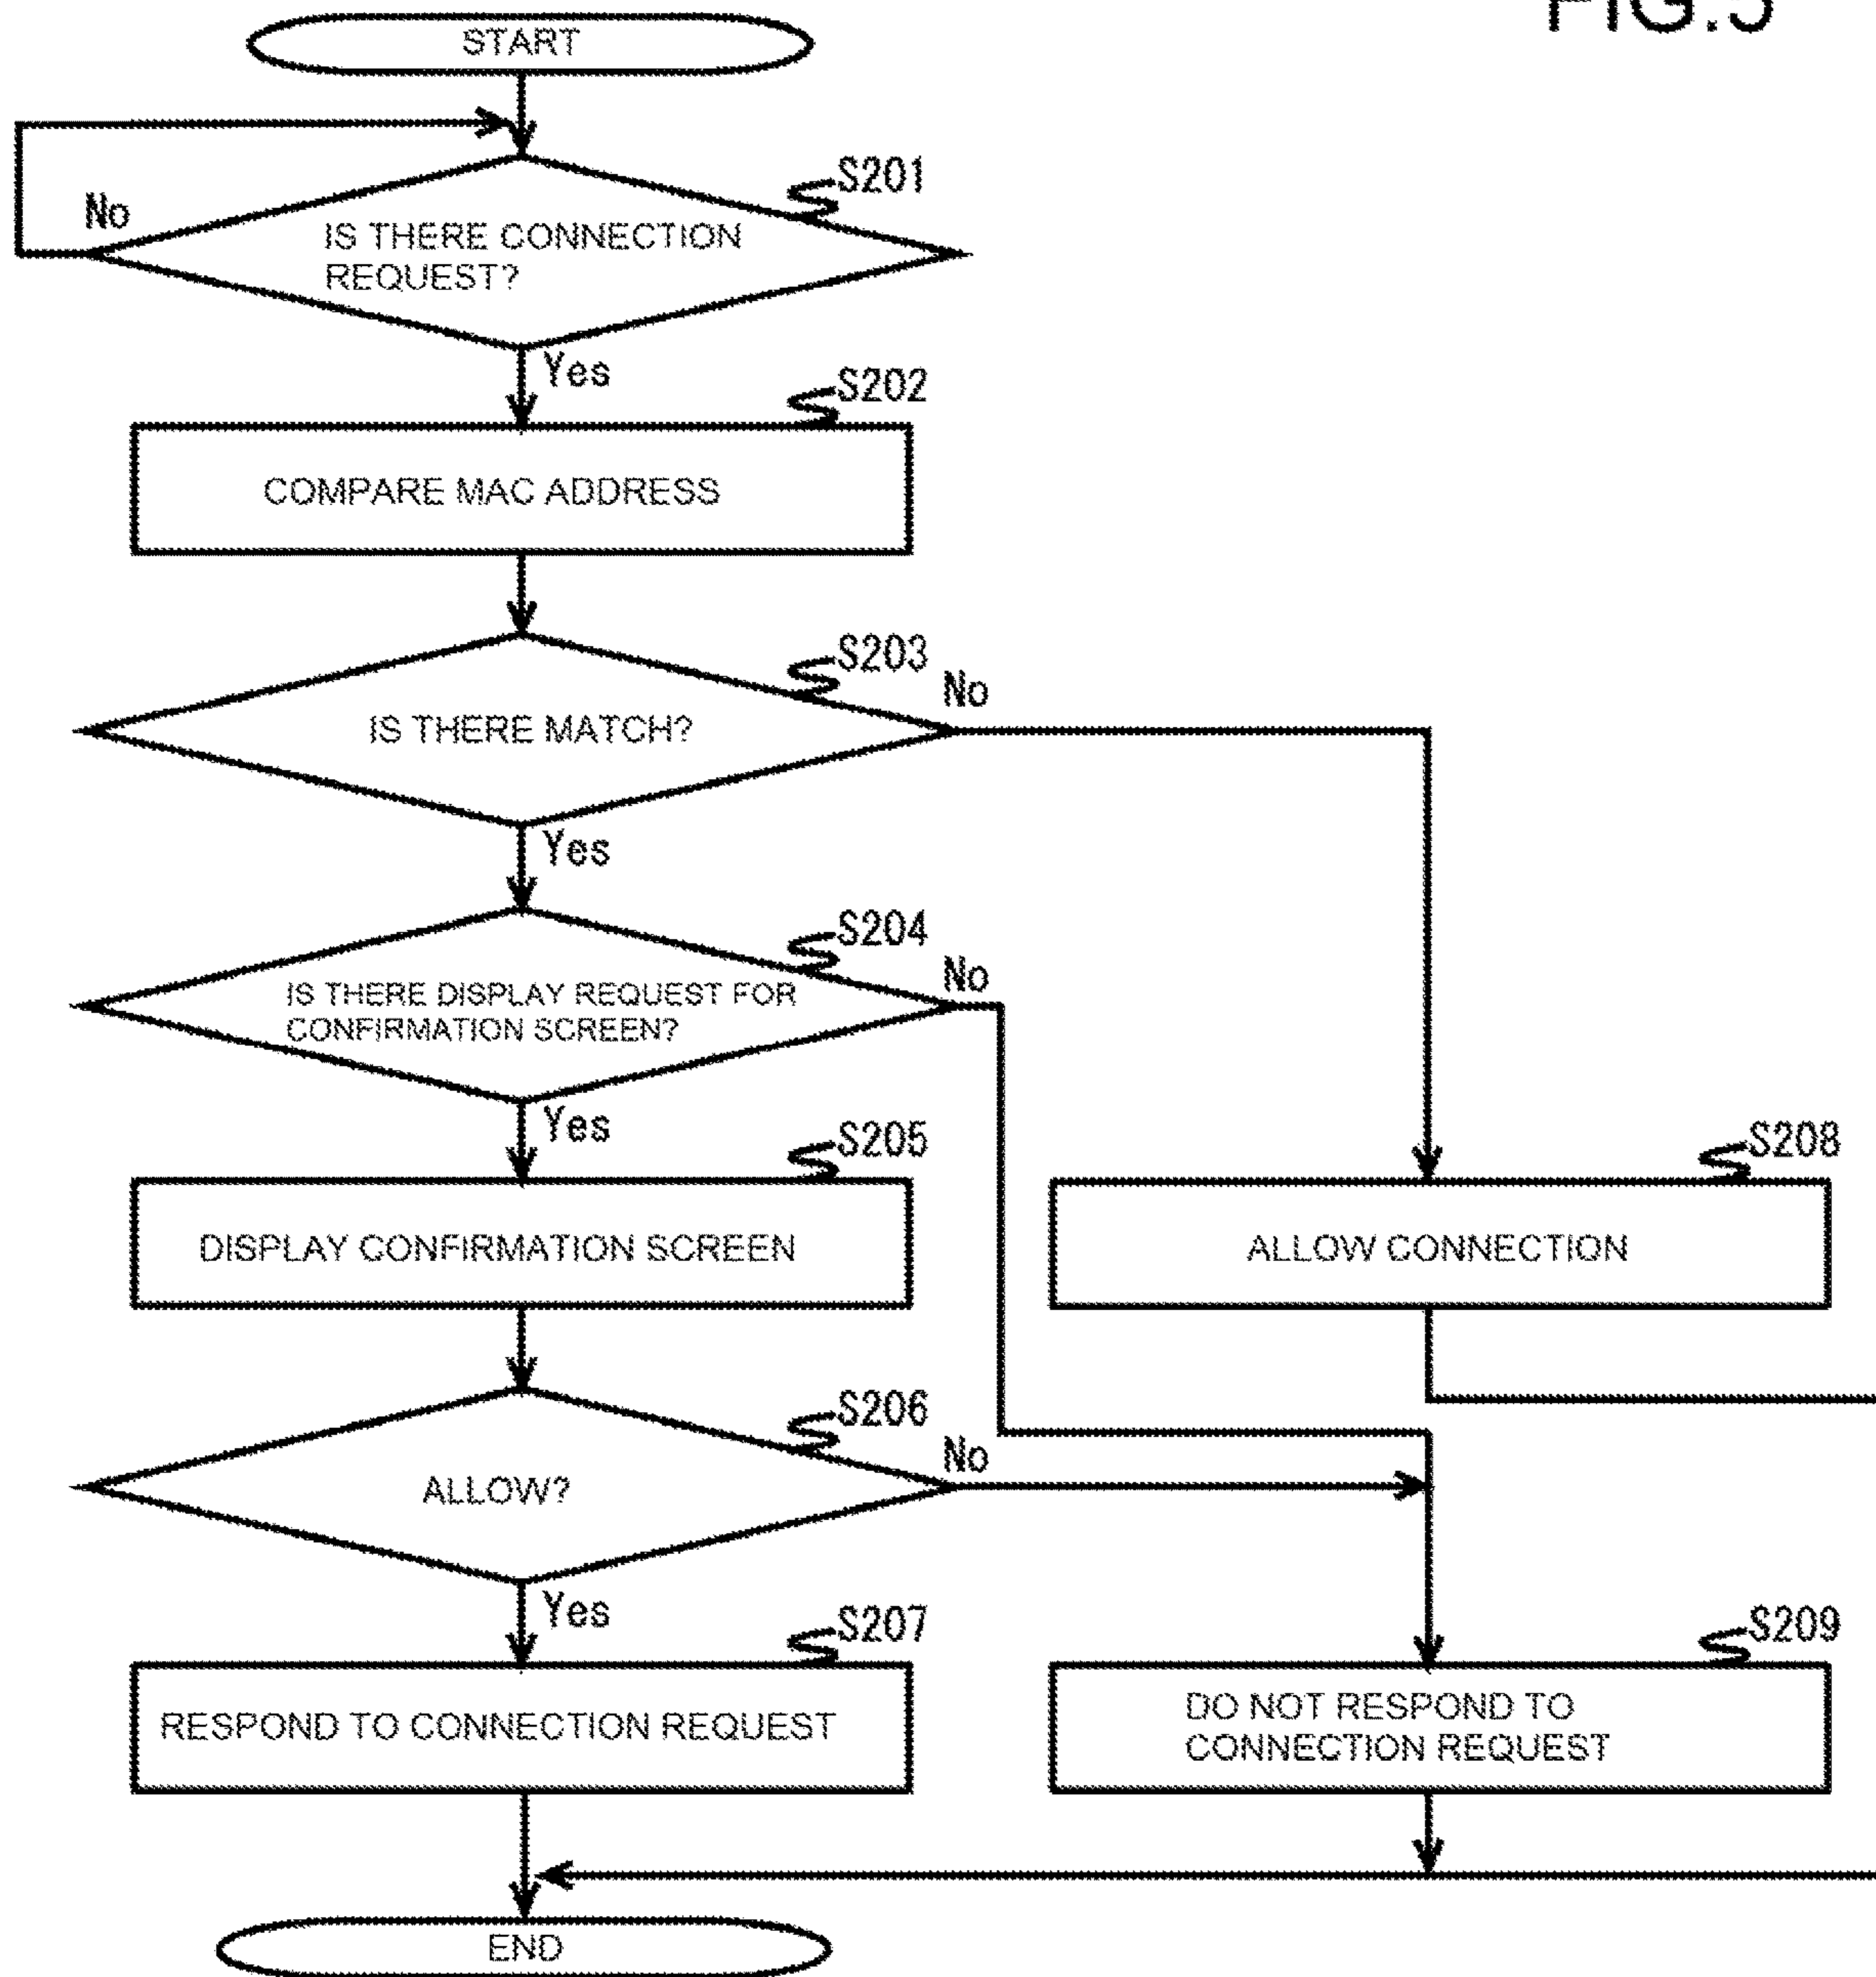 FIG.5
START
S201
No
IS THERE CONNECTION
REQUEST?
Yes
S202
COMPARE MAC ADDRESS
S203
No
IS THERE MATCH?
Yes
S204
No
IS THERE DISPLAY REQUEST FOR
CONFIRMATION SCREEN?
Yes
S205
DISPLAY CONFIRMATION SCREEN
S208
ALLOW CONNECTION
S206
No
ALLOW?
Yes
S207
RESPOND TO CONNECTION REQUEST
S209
DO NOT RESPOND TO
CONNECTION REQUEST
END